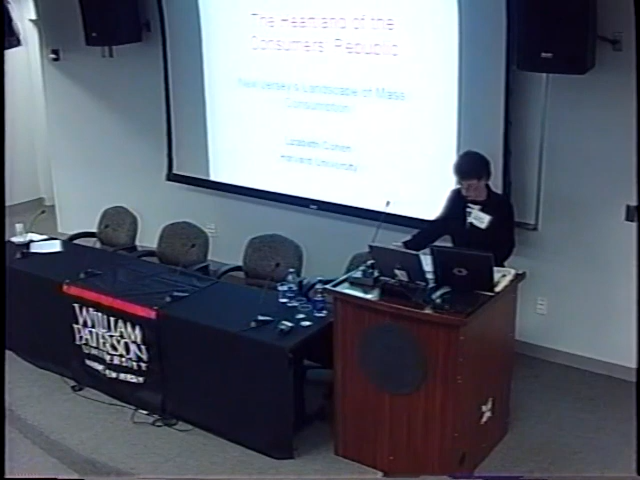 The Heartland of the
Consumers' Republic
New Jersey's Landscape of Mass
Consumption
Lizabeth Cohen
Harvard University
WILLIAM
PATERSON
UNIVERSITY